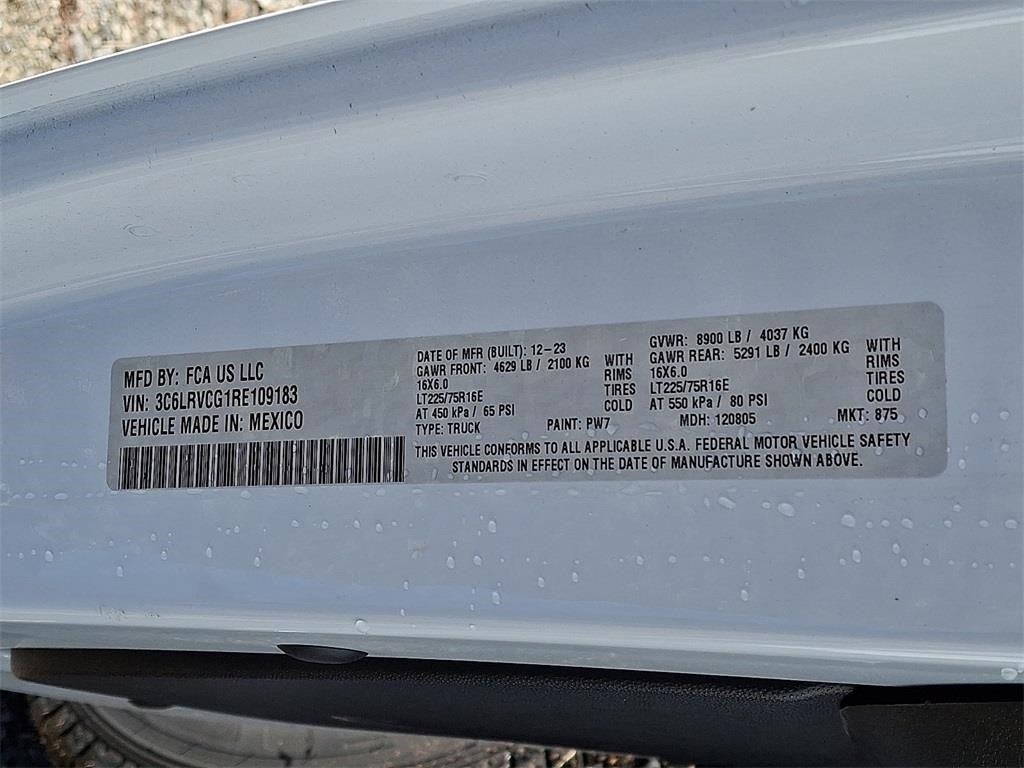 MFD BY: FCA US LLC
VIN: 3C6LRVCG1RE109183
VEHICLE MADE IN: MEXICO
DATE OF MFR (BUILT): 12-23
GAWR FRONT: 4629 LB / 2100 KG WITH
16X6.0 RIMS
LT225/75R16E TIRES
AT 450 kPa / 65 PSI COLD
TYPE: TRUCK PAINT: PW7
GVWR: 8900 LB / 4037 KG
GAWR REAR: 5291 LB / 2400 KG WITH
16X6.0 RIMS
LT225/75R16E TIRES
AT 550 kPa / 80 PSI COLD
MDH: 120805 MKT: 875
THIS VEHICLE CONFORMS TO ALL APPLICABLE U.S.A. FEDERAL MOTOR VEHICLE SAFETY
STANDARDS IN EFFECT ON THE DATE OF MANUFACTURE SHOWN ABOVE.